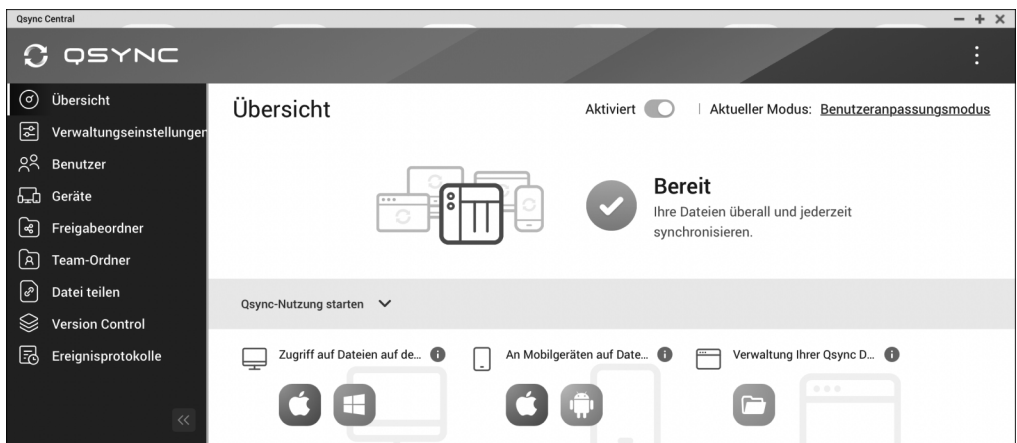 Qsync Central
QSYNC
Übersicht
Verwaltungseinstellungen
Benutzer
Geräte
Freigabeordner
Team-Ordner
Datei teilen
Version Control
Ereignisprotokolle
Übersicht
Aktiviert | Aktueller Modus: Benutzeranpassungsmodus
Bereit
Ihre Dateien überall und jederzeit
synchronisieren.
Qsync-Nutzung starten
Zugriff auf Dateien auf de...
An Mobilgeräten auf Date...
Verwaltung Ihrer Qsync D...